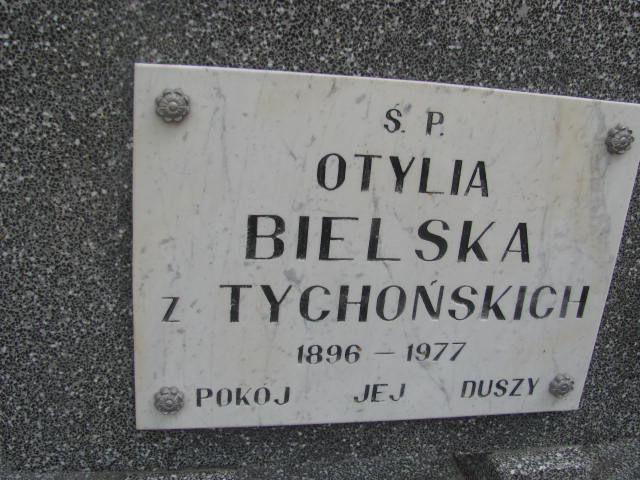 Ś. P.
OTYLIA
BIELSKA
Z TYCHOŃSKICH
1896 – 1977
POKÓJ JEJ DUSZY